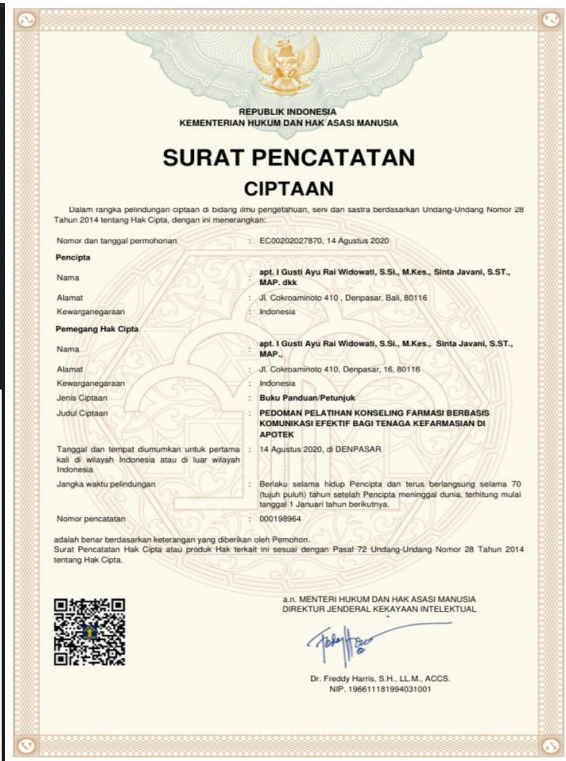 REPUBLIK INDONESIA
KEMENTERIAN HUKUM DAN HAK ASASI MANUSIA
SURAT PENCATATAN
CIPTAAN
Dalam rangka pelindungan ciptaan di bidang ilmu pengetahuan, seni dan sastra berdasarkan Undang-Undang Nomor 28
Tahun 2014 tentang Hak Cipta, dengan ini menerangkan:
Nomor dan tanggal permohonan : EC00202027870, 14 Agustus 2020
Pencipta
Nama : apt. I Gusti Ayu Rai Widowati, S.Si., M.Kes., Sinta Javani, S.ST.,
MAP. dkk
Alamat : Jl. Cokroaminoto 410 , Denpasar, Bali, 80116
Kewarganegaraan : Indonesia
Pemegang Hak Cipta
Nama : apt. I Gusti Ayu Rai Widowati, S.Si., M.Kes., Sinta Javani, S.ST.,
MAP.,
Alamat : Jl. Cokroaminoto 410, Denpasar, 16, 80116
Kewarganegaraan : Indonesia
Jenis Ciptaan : Buku Panduan/Petunjuk
Judul Ciptaan : PEDOMAN PELATIHAN KONSELING FARMASI BERBASIS
KOMUNIKASI EFEKTIF BAGI TENAGA KEFARMASIAN DI
APOTEK
Tanggal dan tempat diumumkan untuk pertama : 14 Agustus 2020, di DENPASAR
kali di wilayah Indonesia atau di luar wilayah
Indonesia
Jangka waktu pelindungan : Berlaku selama hidup Pencipta dan terus berlangsung selama 70
(tujuh puluh) tahun setelah Pencipta meninggal dunia, terhitung mulai
tanggal 1 Januari tahun berikutnya.
Nomor pencatatan : 000198964
adalah benar berdasarkan keterangan yang diberikan oleh Pemohon.
Surat Pencatatan Hak Cipta atau produk Hak terkait ini sesuai dengan Pasal 72 Undang-Undang Nomor 28 Tahun 2014
tentang Hak Cipta.
a.n. MENTERI HUKUM DAN HAK ASASI MANUSIA
DIREKTUR JENDERAL KEKAYAAN INTELEKTUAL
Dr. Freddy Harris, S.H., LL.M., ACCS.
NIP. 196611181994031001